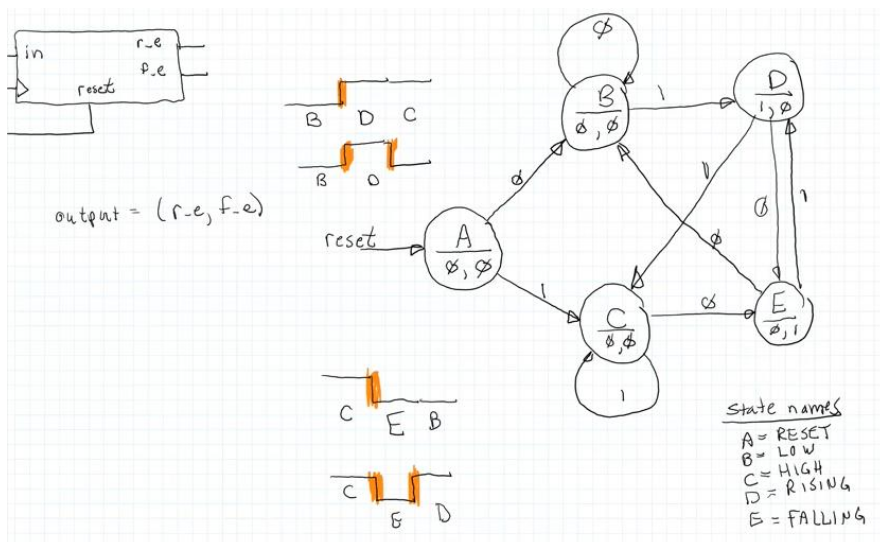 in
r_e
f_e
reset
B D C
B D
output = (r_e, f_e)
reset
A
ø, ø
B
ø, ø
C
ø,ø
D
1,ø
E
ø,1
ø
1
ø
1
1
ø
1
ø
ø
1
C E B
C E D
state names
A = RESET
B = LOW
C = HIGH
D = RISING
E = FALLING